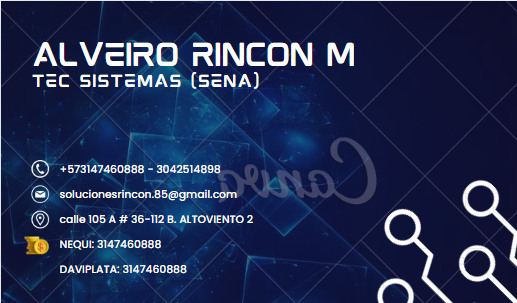 ALVEIRO RINCON M
TEC SISTEMAS (SENA)
+573147460888 - 3042514898
solucionesrincon.85@gmail.com
Canva
calle 105 A # 36-112 B. ALTOVIENTO 2
NEQUI: 3147460888
DAVIPLATA: 3147460888